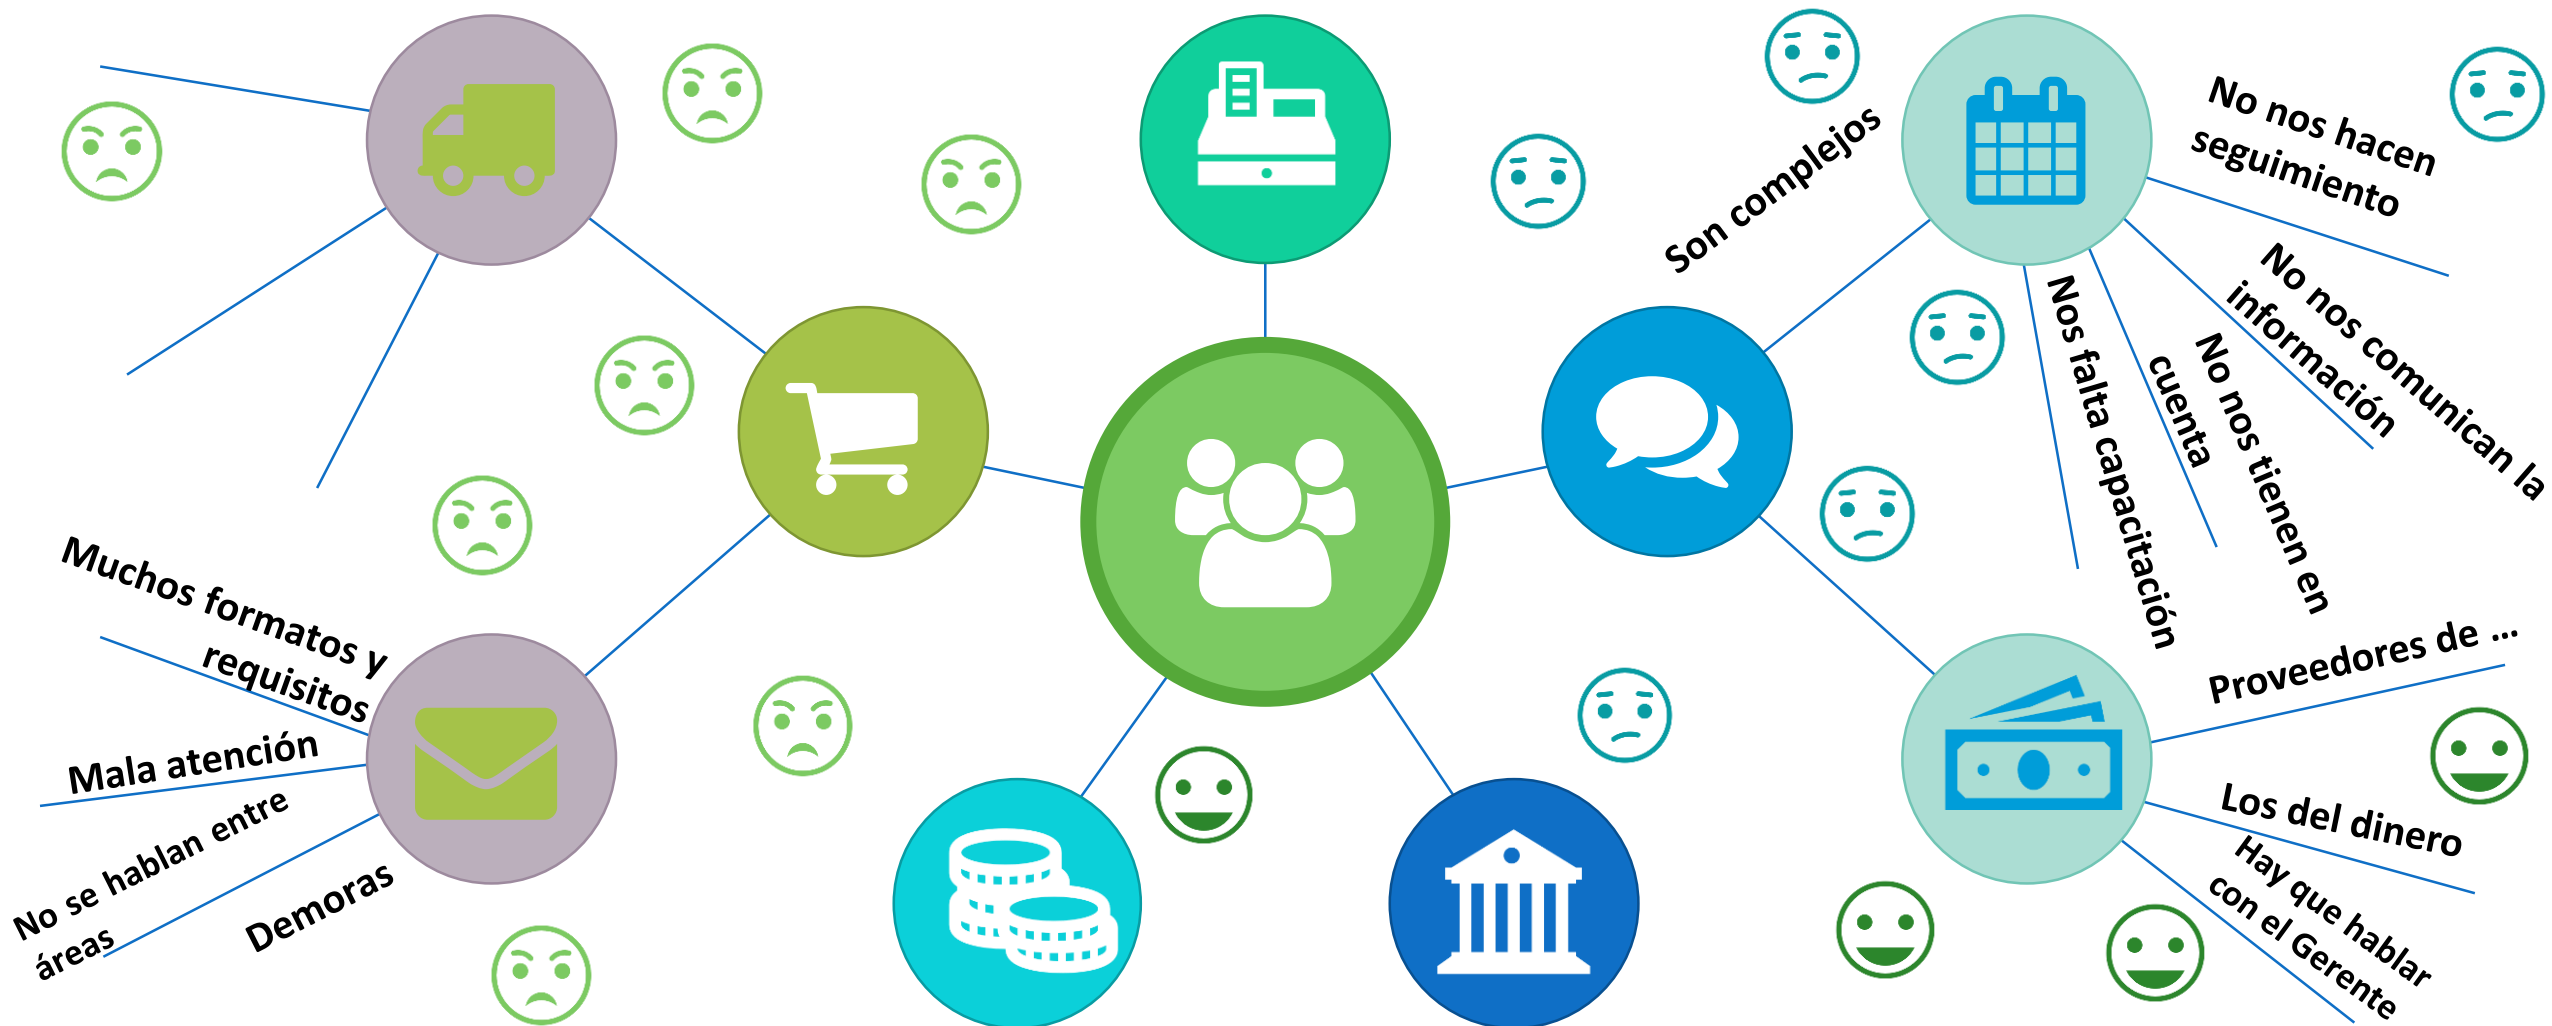 Muchos formatos y
requisitos
Mala atención
No se hablan entre
áreas
Demoras
Son complejos
No nos hacen
seguimiento
No nos comunican la
información
No nos tienen en
cuenta
Nos falta capacitación
Proveedores de ...
Los del dinero
Hay que hablar
con el Gerente